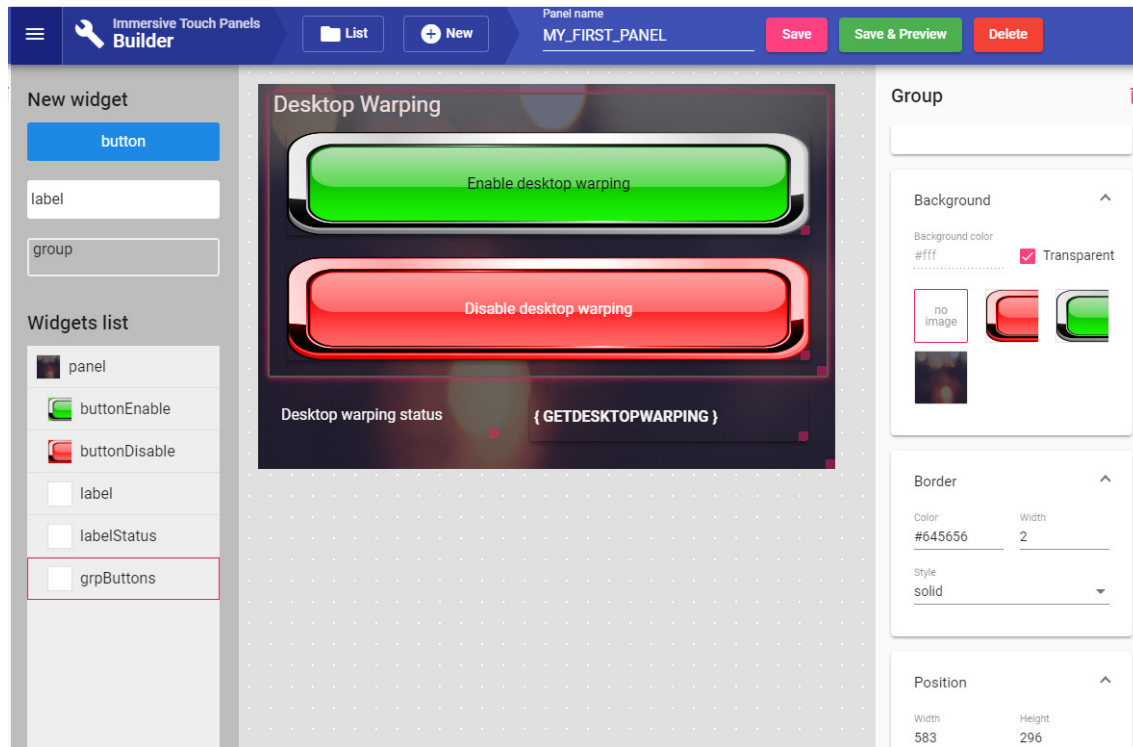 Immersive Touch Panels
Builder
List
New
Panel name
MY_FIRST_PANEL
Save
Save & Preview
Delete
New widget
button
label
group
Widgets list
panel
buttonEnable
buttonDisable
label
labelStatus
grpButtons
Desktop Warping
Enable desktop warping
Disable desktop warping
Desktop warping status
{ GETDESKTOPWARPING }
Group
Background
Background color
#fff
Transparent
no
image
Border
Color
Width
#645656
2
Style
solid
Position
Width
Height
583
296